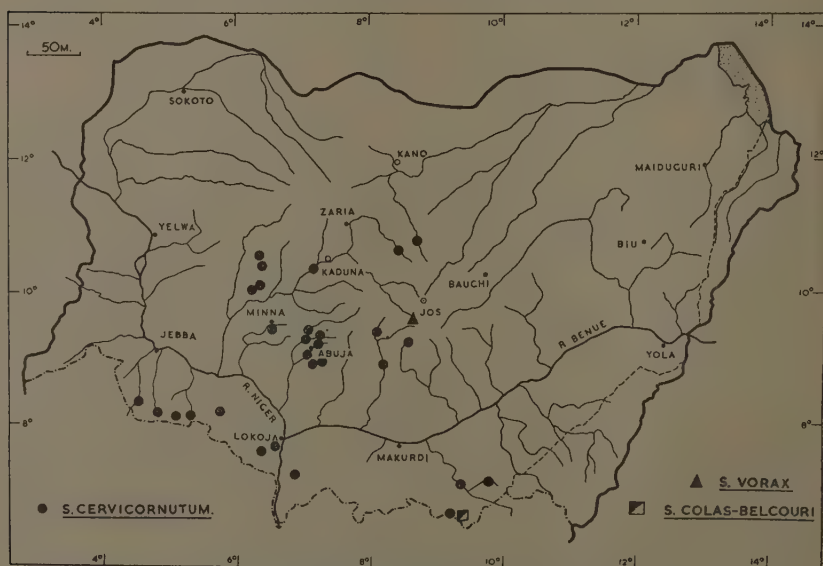 14° 4° 6° 8° 10° 12° 14° 14°
50M.
SOKOTO
KANO
12° 12°
MAIDUGURI
ZARIA
YELWA
BIU
KADUNA
BAUCHI
10° 10°
JOS
MINNA
JEBBA
ABUJA
R. BENUE
YOLA
R. NIGER
8° 8°
LOKOJA
MAKURDI
S. VORAX
S. CERVICORNUTUM.
S. COLAS-BELCOURI
4° 6° 8° 10° 12° 14°